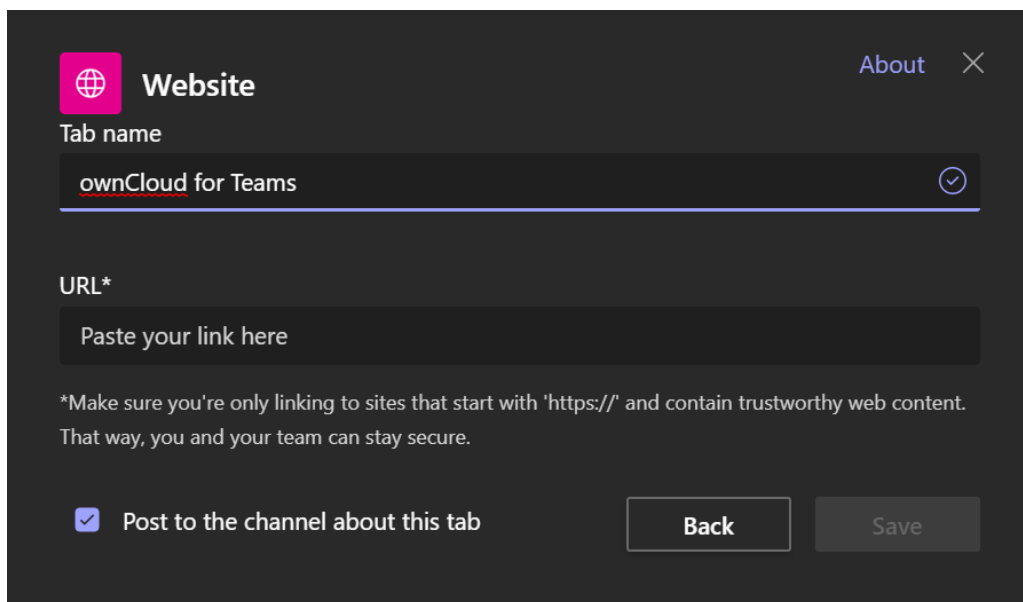 Website
About
Tab name
ownCloud for Teams
URL*
Paste your link here
*Make sure you're only linking to sites that start with 'https://' and contain trustworthy web content.
That way, you and your team can stay secure.
Post to the channel about this tab
Back
Save